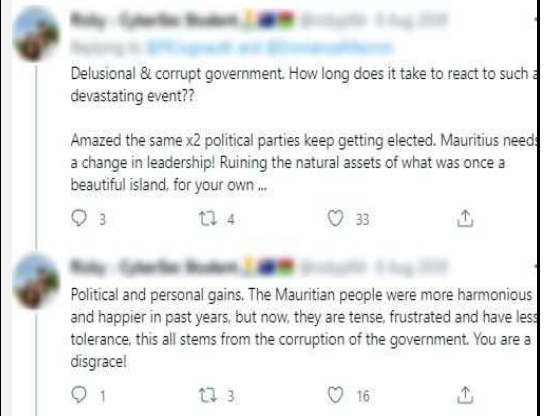 Delusional & corrupt government. How long does it take to react to such a
devastating event??
Amazed the same x2 political parties keep getting elected. Mauritius needs
a change in leadership! Ruining the natural assets of what was once a
beautiful island, for your own ...
3 4 33
Political and personal gains. The Mauritian people were more harmonious
and happier in past years, but now, they are tense, frustrated and have less
tolerance, this all stems from the corruption of the government. You are a
disgrace!
1 3 16